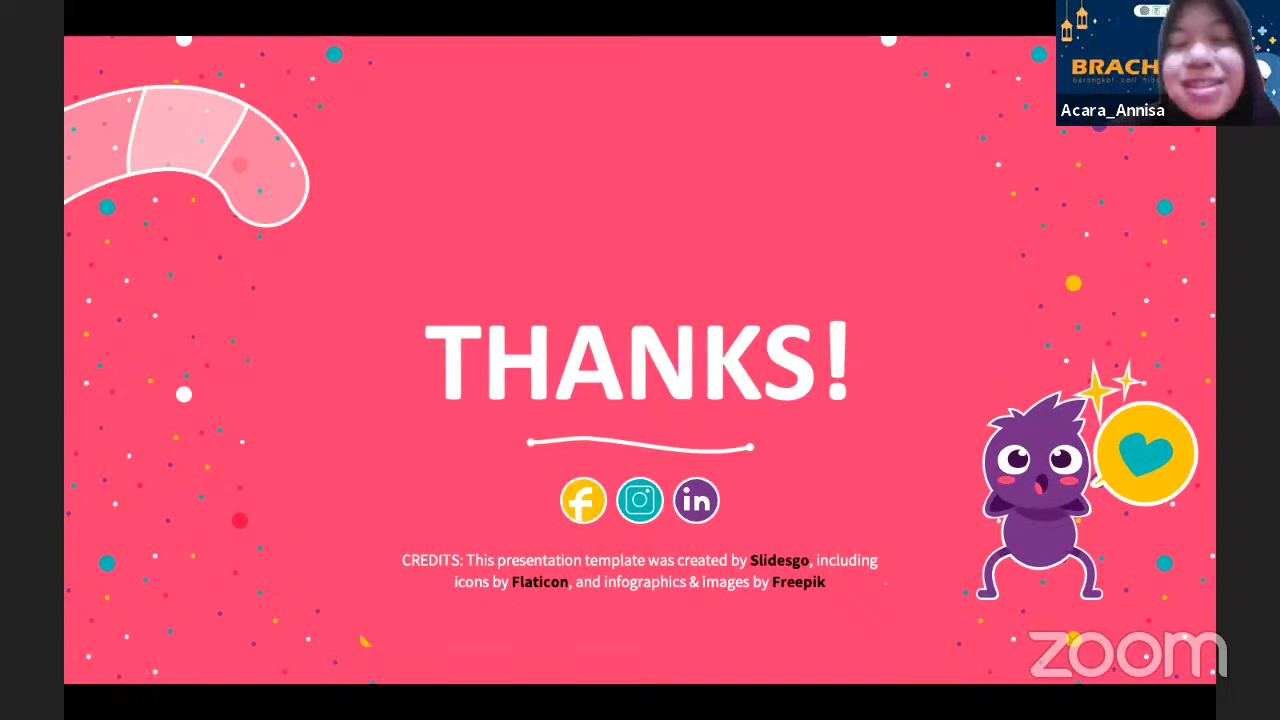 BRACH
Acara_Annisa
THANKS!
f
in
CREDITS: This presentation template was created by Slidesgo, including
icons by Flaticon, and infographics & images by Freepik
zoom